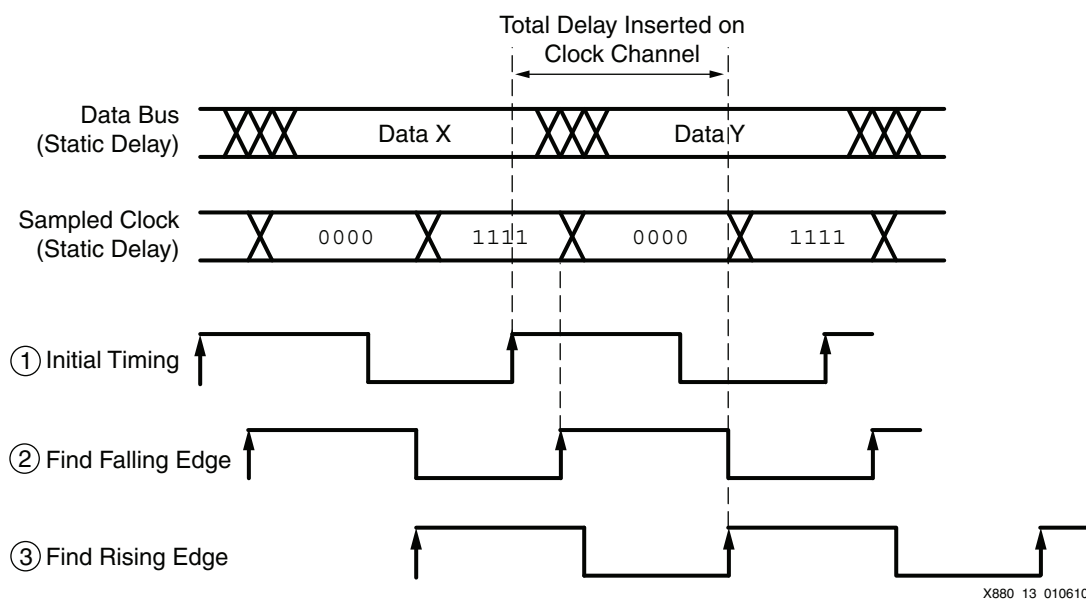 Total Delay Inserted on
Clock Channel
Data Bus
(Static Delay)
Data X
Data Y
Sampled Clock
(Static Delay)
0000
1111
0000
1111
1 Initial Timing
2 Find Falling Edge
3 Find Rising Edge
X880_13_010610